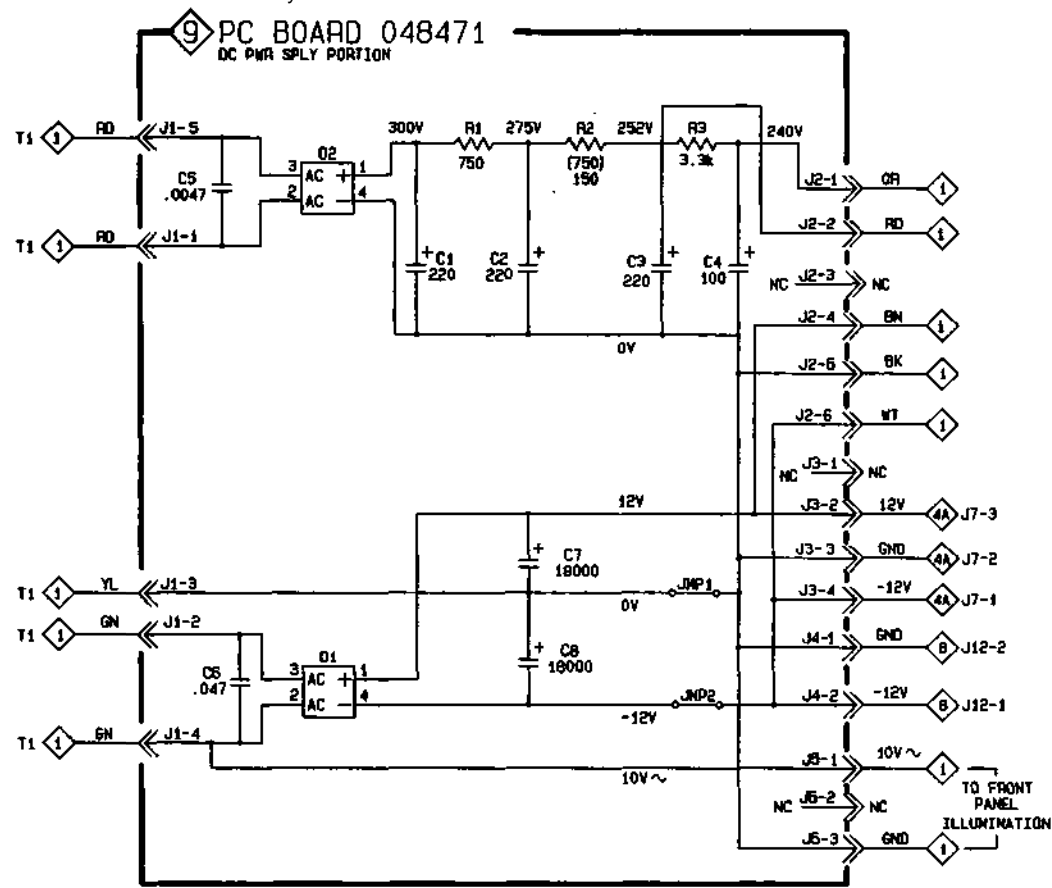 9 PC BOARD 048471
DC PWR SPLY PORTION
T1 1 RD J1-5
C5
.0047
D2
3 AC + 1
2 AC - 4
300V R1 275V R2 252V R3 240V
750 (750) 3.3k
150
T1 1 RD J1-1
+ C1
220
C2 +
220
C3 +
220
C4 +
100
0V
J2-1 OR 1
J2-2 RD 1
NC J2-3 NC
J2-4 BN 1
J2-5 BK 1
J2-6 WT 1
NC J3-1 NC
12V J3-2 12V 4A J7-3
+ C7
18000
J3-3 GND 4A J7-2
T1 1 YL J1-3
0V JMP1
J3-4 -12V 4A J7-1
T1 1 GN J1-2
J4-1 GND 8 J12-2
+ C8
18000
C6
.047
D1
3 AC + 1
2 AC - 4
-12V JMP2
J4-2 -12V 8 J12-1
T1 1 GN J1-4
10V~
J5-1 10V~ 1
NC J5-2 NC
J5-3 GND 1
TO FRONT
PANEL
ILLUMINATION